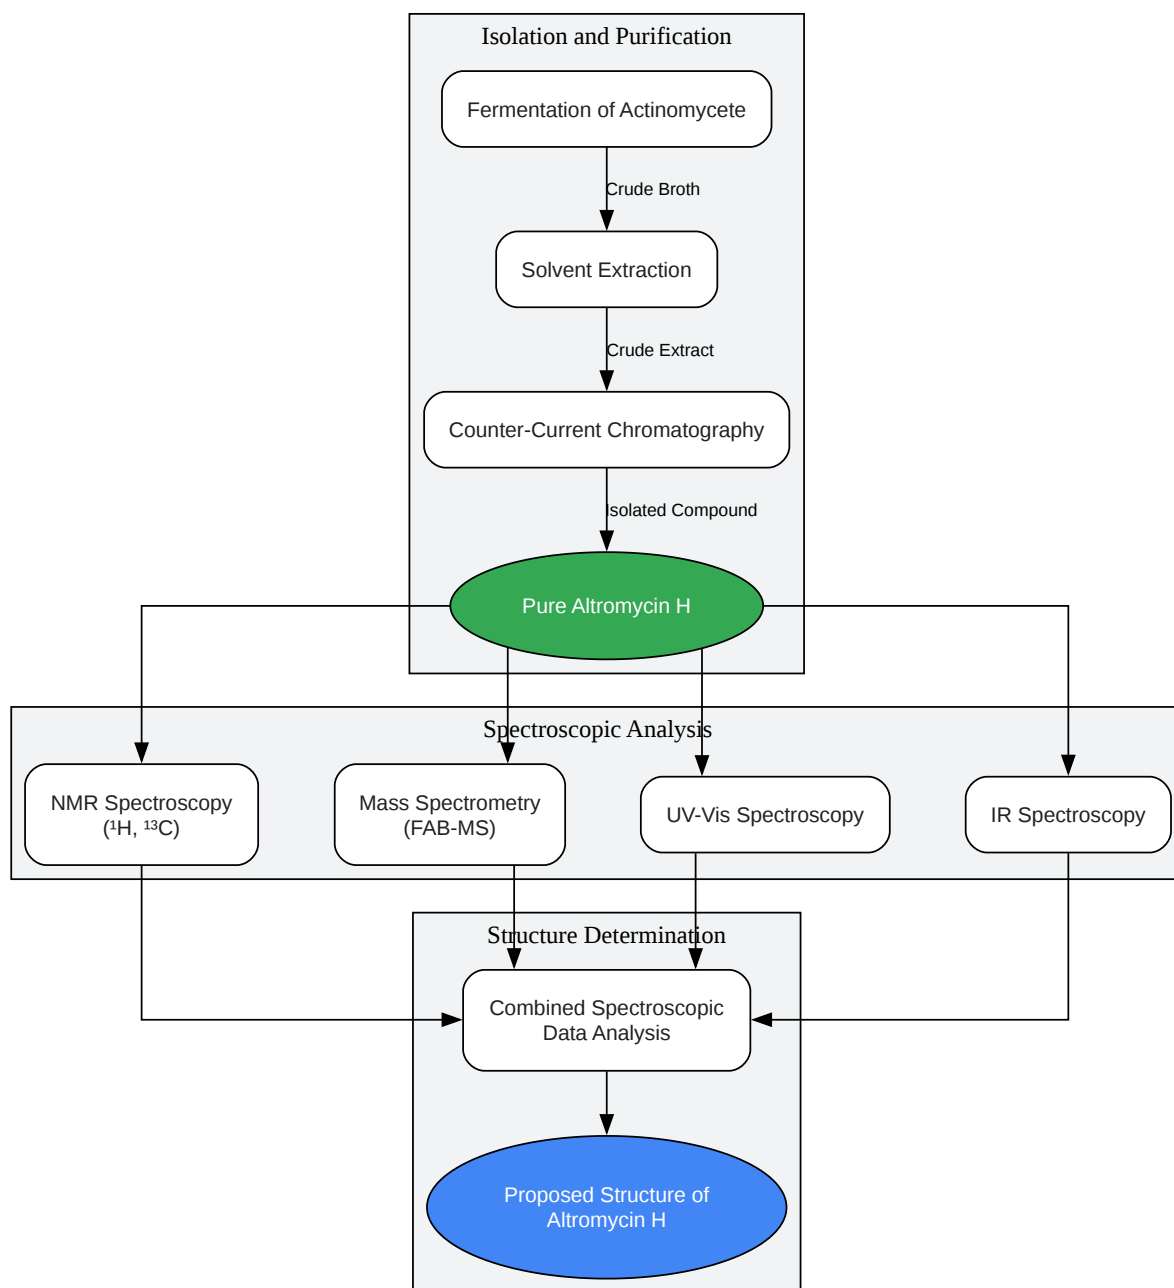 Isolation and Purification
Fermentation of Actinomycete
Crude Broth
Solvent Extraction
Crude Extract
Counter-Current Chromatography
Isolated Compound
Pure Altromycin H
Spectroscopic Analysis
NMR Spectroscopy
(¹H, ¹³C)
Mass Spectrometry
(FAB-MS)
UV-Vis Spectroscopy
IR Spectroscopy
Structure Determination
Combined Spectroscopic
Data Analysis
Proposed Structure of
Altromycin H